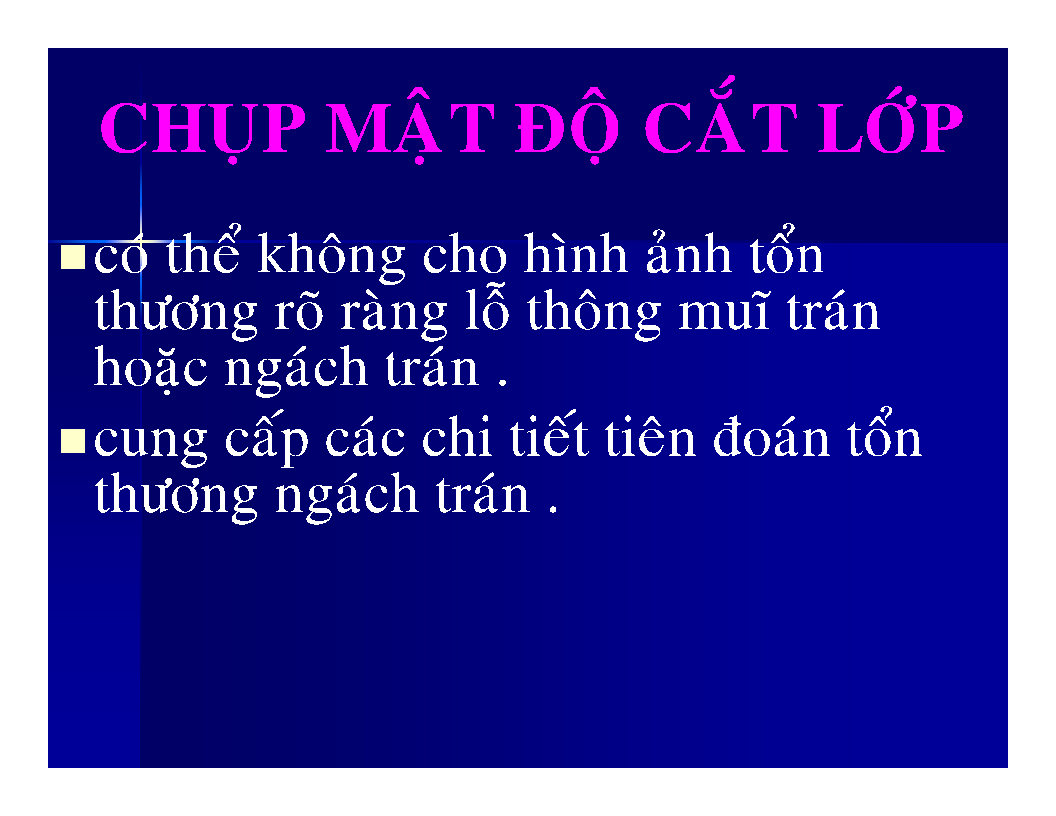 CHỤP MẬT ĐỘ CẮT LỚP
có thể không cho hình ảnh tổn
thương rõ ràng lỗ thông muĩ trán
hoặc ngách trán .
cung cấp các chi tiết tiên đoán tổn
thương ngách trán .